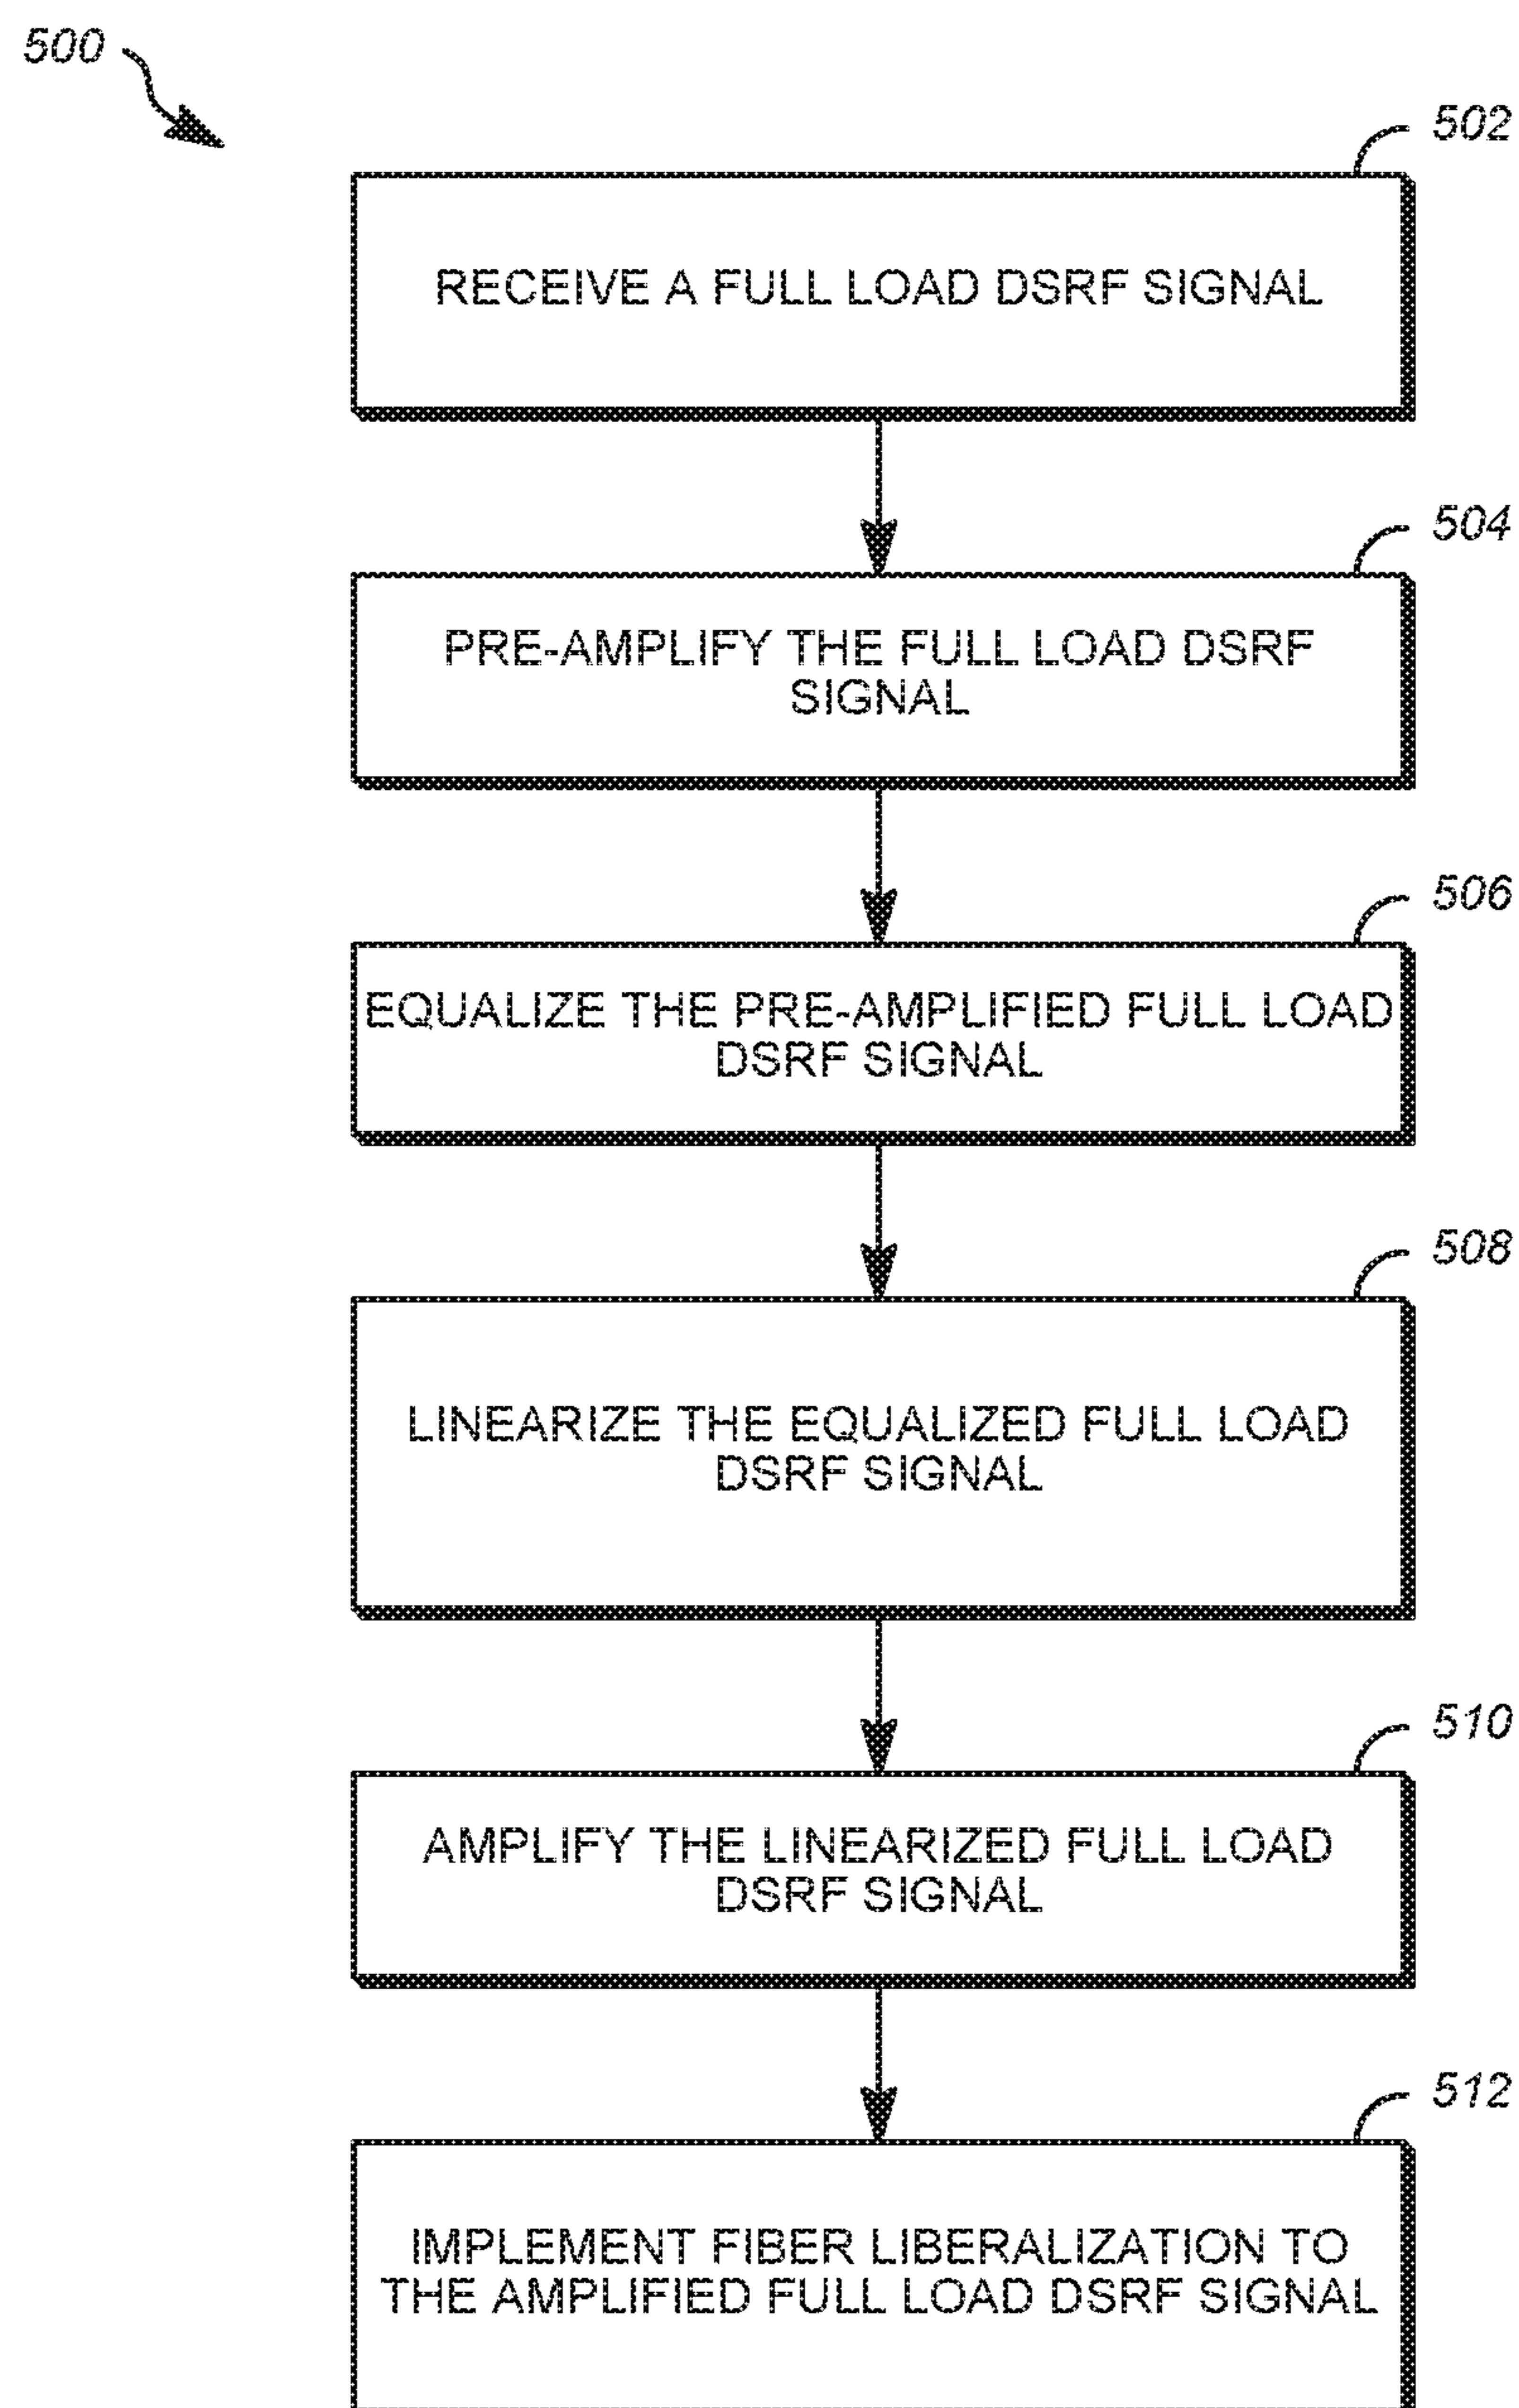 500
502
RECEIVE A FULL LOAD DSRF SIGNAL
504
PRE-AMPLIFY THE FULL LOAD DSRF
SIGNAL
506
EQUALIZE THE PRE-AMPLIFIED FULL LOAD
DSRF SIGNAL
508
LINEARIZE THE EQUALIZED FULL LOAD
DSRF SIGNAL
510
AMPLIFY THE LINEARIZED FULL LOAD
DSRF SIGNAL
512
IMPLEMENT FIBER LIBERALIZATION TO
THE AMPLIFIED FULL LOAD DSRF SIGNAL